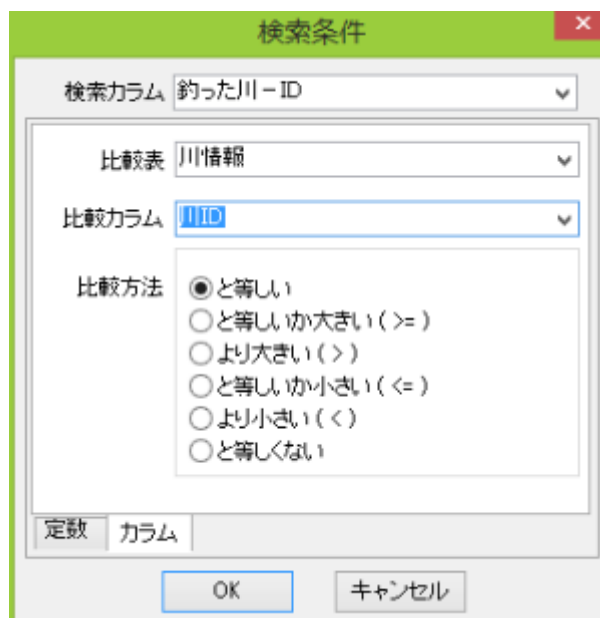 検索条件
検索カラム 釣った川－ID
比較表 川情報
比較カラム 川ID
比較方法
と等しい
と等しいか大きい ( >= )
より大きい ( > )
と等しいか小さい ( <= )
より小さい ( < )
と等しくない
定数 カラム
OK キャンセル